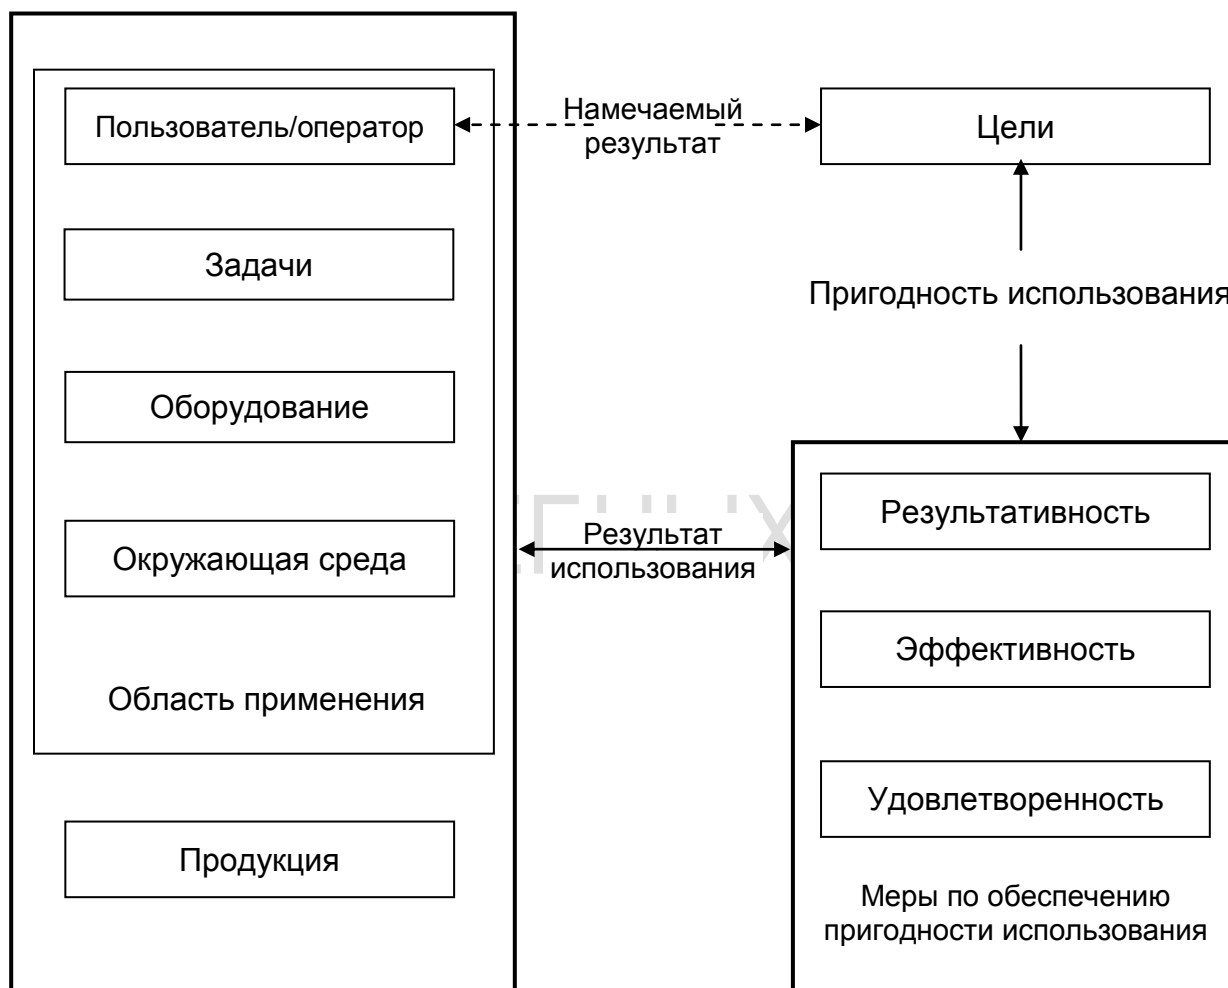 Пользователь/оператор
Намечаемый
результат
Цели
Задачи
Пригодность использования
Оборудование
Результативность
Окружающая среда
Результат
использования
Эффективность
Область применения
Удовлетворенность
Продукция
Меры по обеспечению
пригодности использования